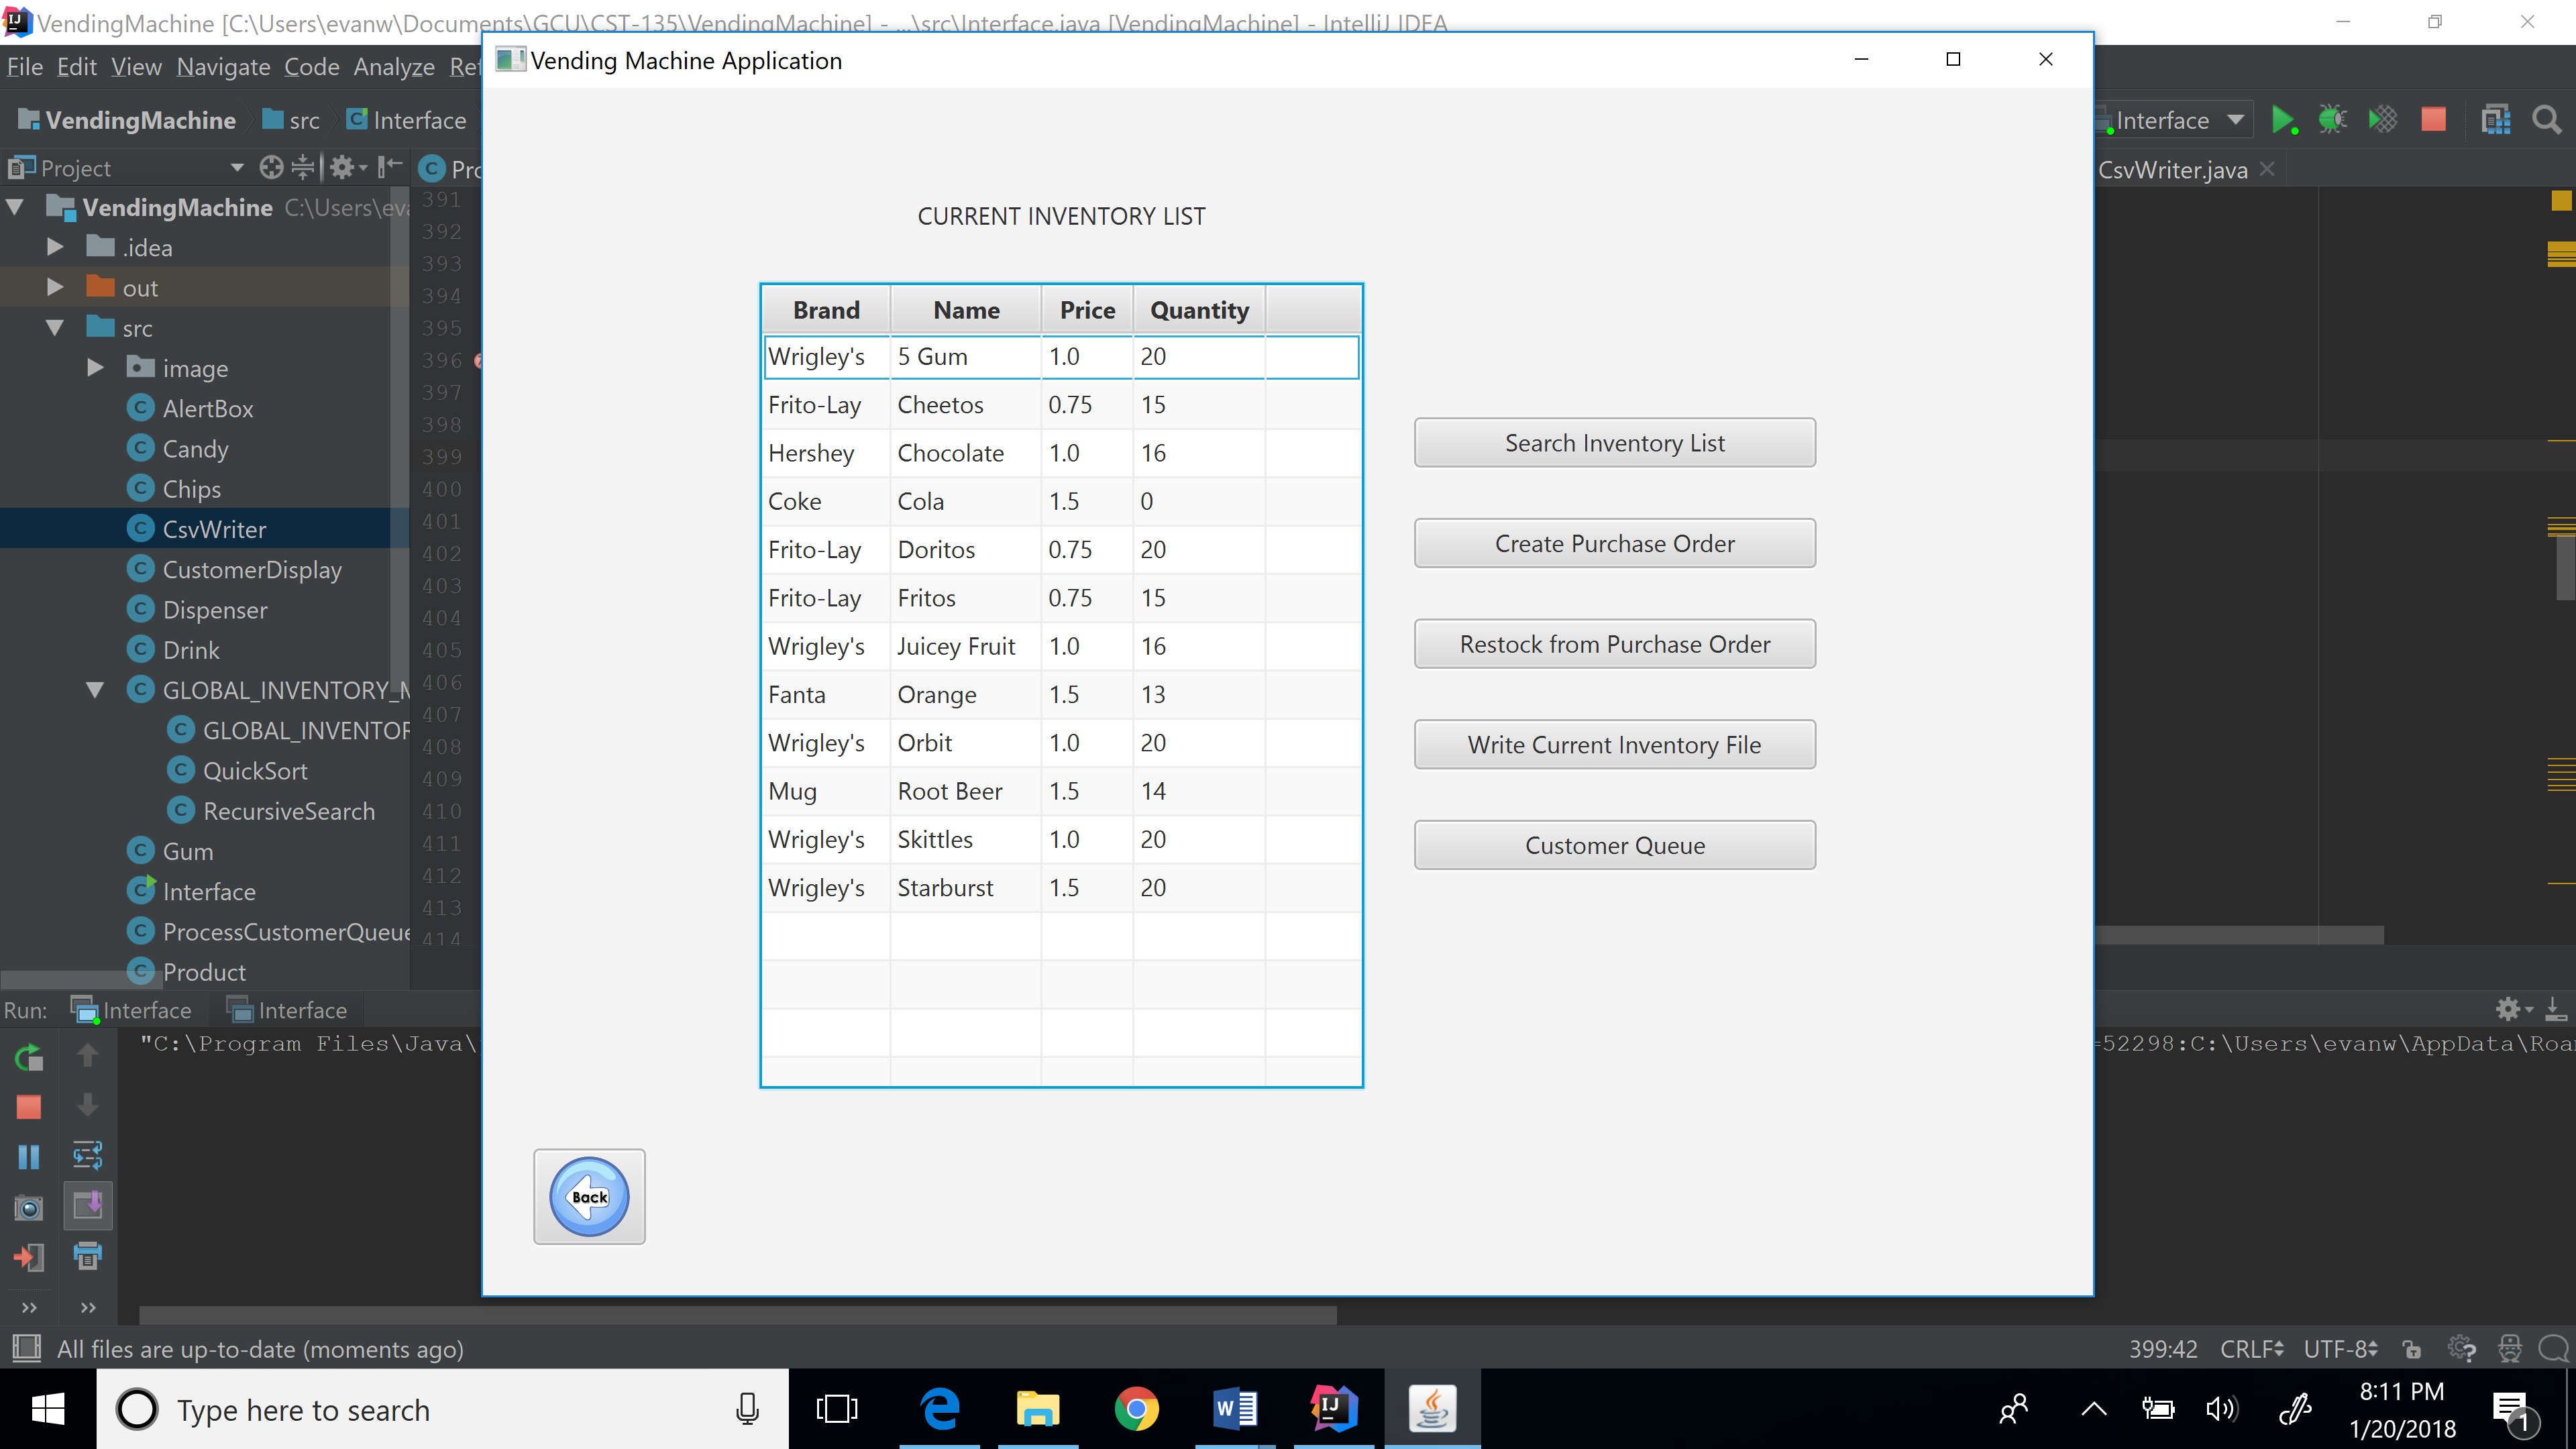 VendingMachine [C:\Users\evanw\Documents\GCU\CST-135\VendingMachine] - ...\src\Interface.java [VendingMachine] - IntelliJ IDEA
Vending Machine Application
File Edit View Navigate Code Analyze
VendingMachine src Interface
Interface
Project
CsvWriter.java
VendingMachine C:\Users\eva
.idea
out
src
image
AlertBox
Candy
Chips
CsvWriter
CustomerDisplay
Dispenser
Drink
GLOBAL_INVENTORY_M
GLOBAL_INVENTOR
QuickSort
RecursiveSearch
Gum
Interface
ProcessCustomerQueue
Product
391
392
393
394
395
396
397
398
399
400
401
402
403
404
405
406
407
408
409
410
411
412
413
414
CURRENT INVENTORY LIST
Brand Name Price Quantity
Wrigley's 5 Gum 1.0 20
Frito-Lay Cheetos 0.75 15
Hershey Chocolate 1.0 16
Coke Cola 1.5 0
Frito-Lay Doritos 0.75 20
Frito-Lay Fritos 0.75 15
Wrigley's Juicey Fruit 1.0 16
Fanta Orange 1.5 13
Wrigley's Orbit 1.0 20
Mug Root Beer 1.5 14
Wrigley's Skittles 1.0 20
Wrigley's Starburst 1.5 20
Search Inventory List
Create Purchase Order
Restock from Purchase Order
Write Current Inventory File
Customer Queue
Back
Run: Interface Interface
"C:\Program Files\Java\
=52298:C:\Users\evanw\AppData\Roa
All files are up-to-date (moments ago)
399:42 CRLF UTF-8
Type here to search
8:11 PM
1/20/2018
1